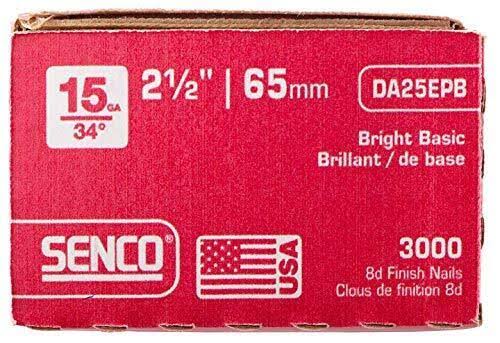 15GA
34°
2½" | 65mm
DA25EPB
Bright Basic
Brillant / de base
SENCO®
USA
3000
8d Finish Nails
Clous de finition 8d